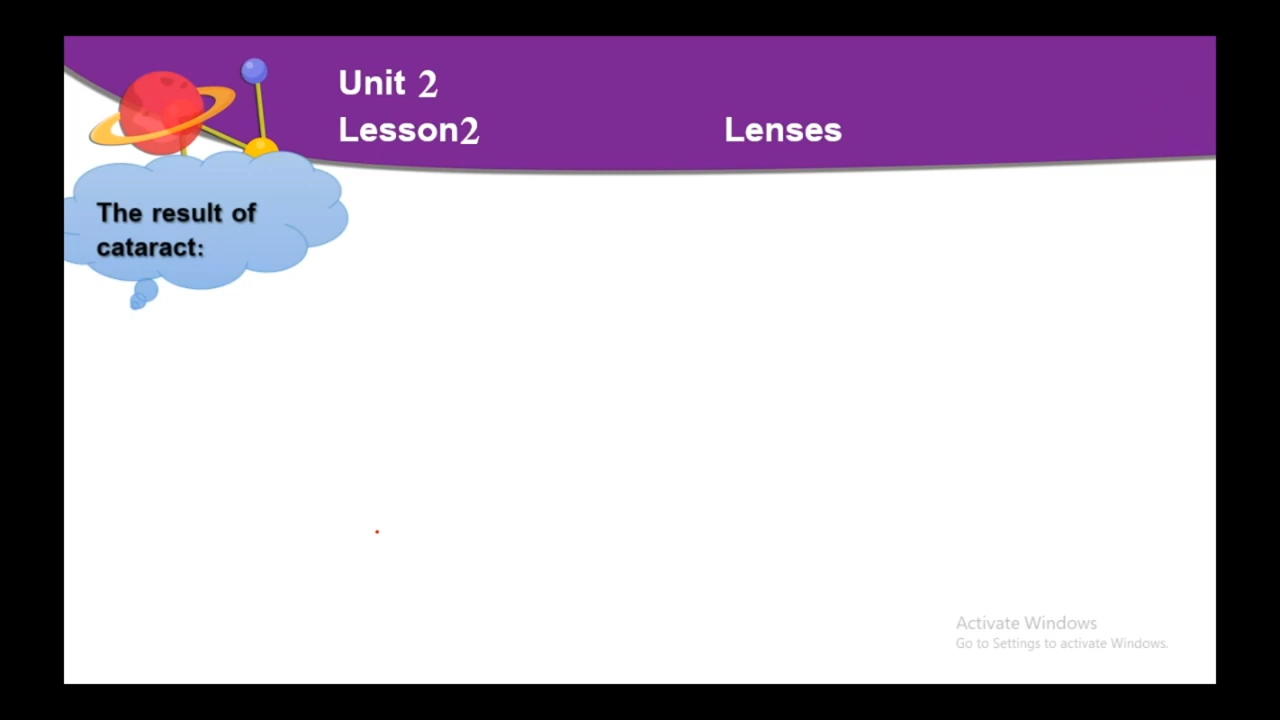 Unit 2
Lesson2 Lenses
The result of
cataract:
Activate Windows
Go to Settings to activate Windows.